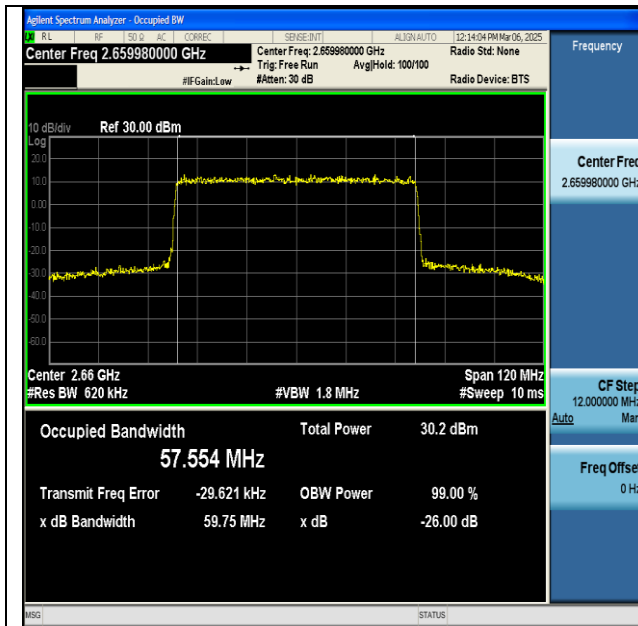 Agilent Spectrum Analyzer - Occupied BW
RL RF 50 Ω AC CORREC SENSE:INT ALIGN AUTO 12:14:04 PM Mar 06, 2025
Center Freq 2.659980000 GHz
Center Freq: 2.659980000 GHz
Radio Std: None
Trig: Free Run Avg|Hold: 100/100
#IFGain:Low #Atten: 30 dB Radio Device: BTS
10 dB/div Ref 30.00 dBm
Log
20.0
10.0
0.00
-10.0
-20.0
-30.0
-40.0
-50.0
-60.0
Center 2.66 GHz Span 120 MHz
#Res BW 620 kHz #VBW 1.8 MHz #Sweep 10 ms
Occupied Bandwidth Total Power 30.2 dBm
57.554 MHz
Transmit Freq Error -29.621 kHz OBW Power 99.00 %
x dB Bandwidth 59.75 MHz x dB -26.00 dB
MSG STATUS
Frequency
Center Freq
2.659980000 GHz
CF Step
12.000000 MHz
Auto Man
Freq Offset
0 Hz